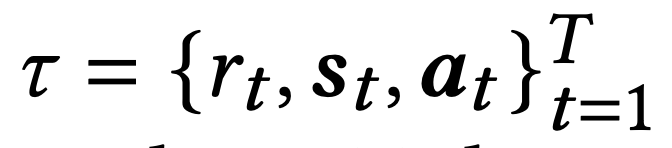 τ = {r_t, s_t, a_t}_{t=1}^T